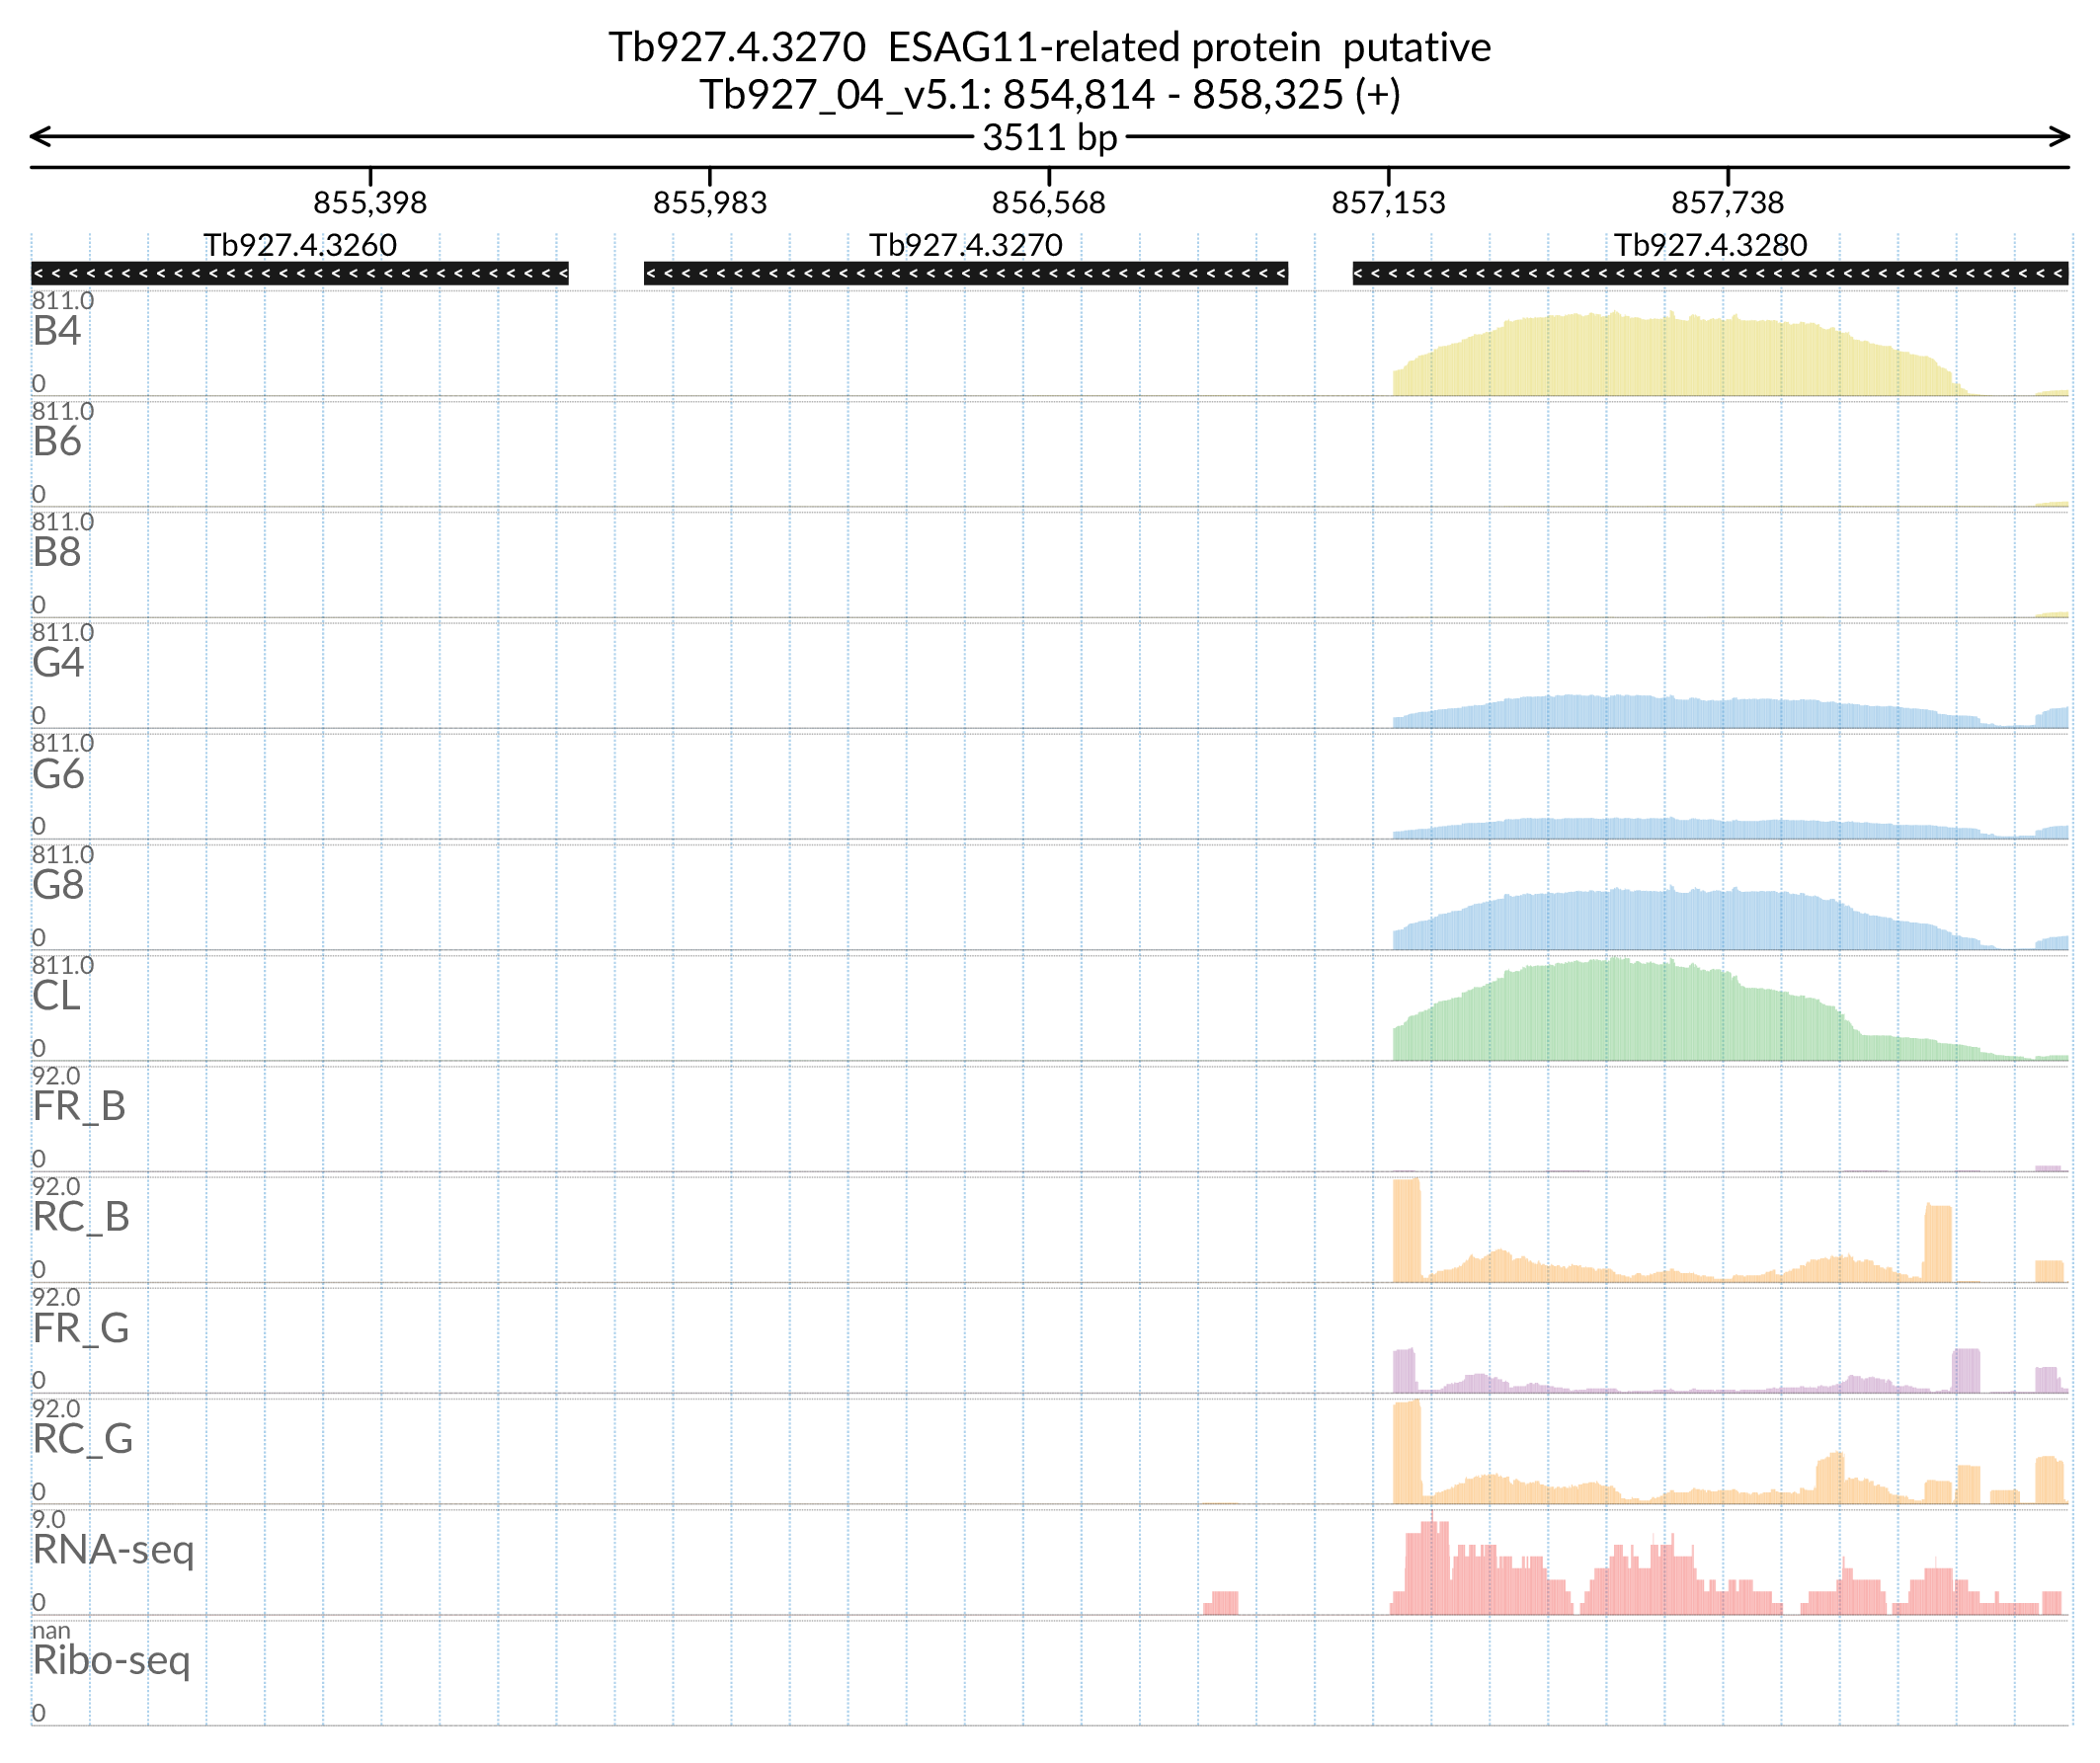 Tb927.4.3270  ESAG11-related protein  putative
Tb927_04_v5.1: 854,814 - 858,325 (+)
3511 bp
855,398 855,983 856,568 857,153 857,738
Tb927.4.3260 Tb927.4.3270 Tb927.4.3280
811.0
B4
0
811.0
B6
0
811.0
B8
0
811.0
G4
0
811.0
G6
0
811.0
G8
0
811.0
CL
0
92.0
FR_B
0
92.0
RC_B
0
92.0
FR_G
0
92.0
RC_G
0
9.0
RNA-seq
0
nan
Ribo-seq
0